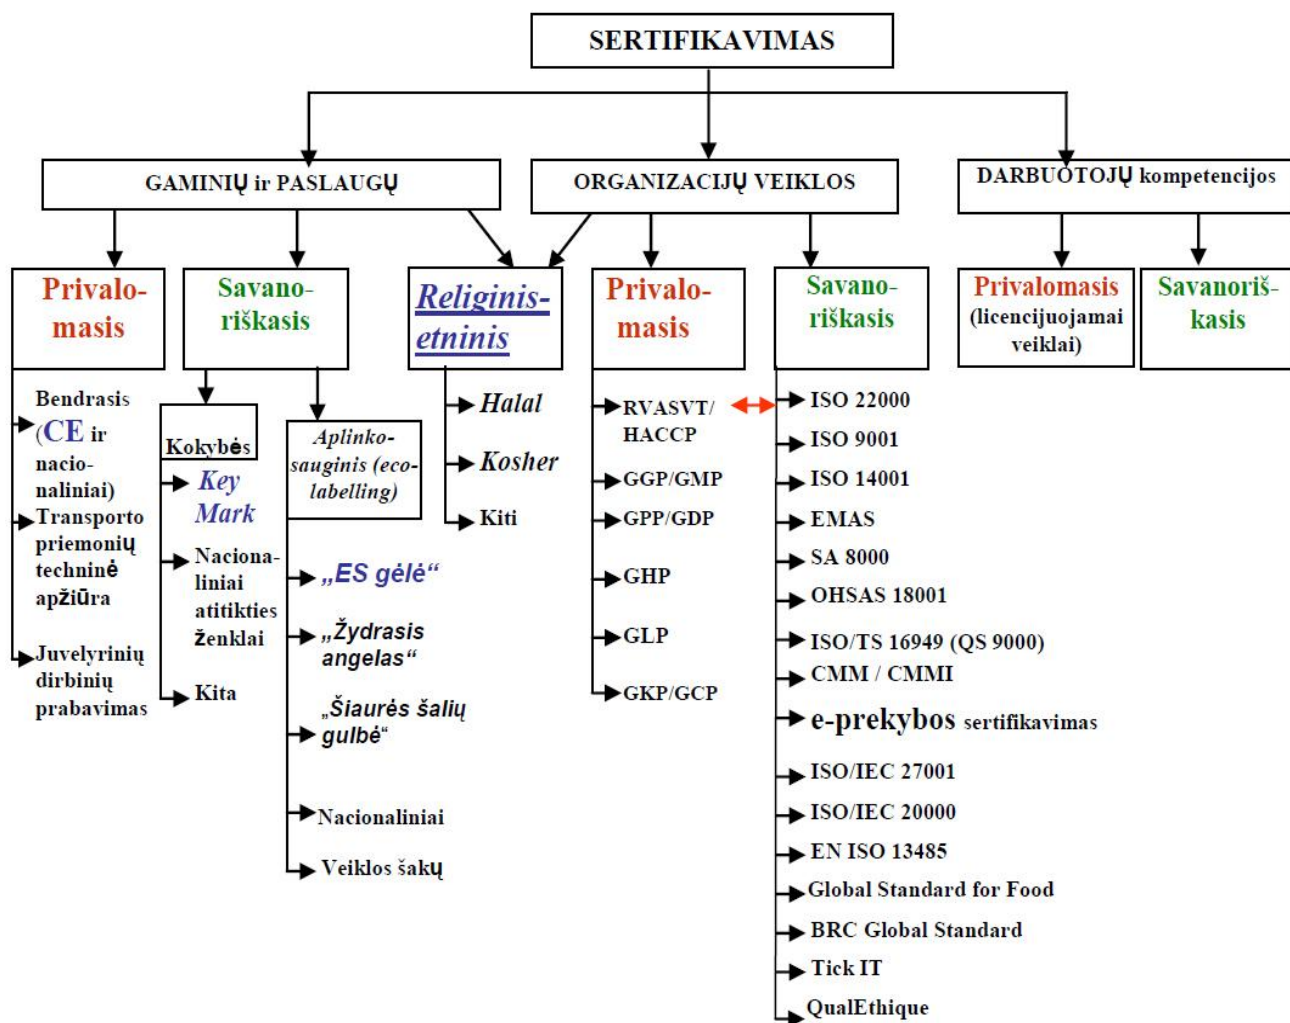 SERTIFIKAVIMAS
GAMINIŲ ir PASLAUGŲ
ORGANIZACIJŲ VEIKLOS
DARBUOTOJŲ kompetencijos
Privalo-
masis
Bendrasis
(CE ir
nacio-
naliniai)
Transporto
priemonių
techninė
apžiūra
Juvelyrinių
dirbinių
prabavimas
Savano-
riškasis
Kokybės
Key
Mark
Naciona-
liniai
atitikties
ženklai
Kita
Aplinko-
sauginis (eco-
labelling)
„ES gėlė“
„Žydrasis
angelas“
„Šiaurės šalių
gulbė“
Nacionaliniai
Veiklos šakų
Religinis-
etninis
Halal
Kosher
Kiti
Privalo-
masis
RVASVT/
HACCP
GGP/GMP
GPP/GDP
GHP
GLP
GKP/GCP
Savano-
riškasis
ISO 22000
ISO 9001
ISO 14001
EMAS
SA 8000
OHSAS 18001
ISO/TS 16949 (QS 9000)
CMM / CMMI
e-prekybos sertifikavimas
ISO/IEC 27001
ISO/IEC 20000
EN ISO 13485
Global Standard for Food
BRC Global Standard
Tick IT
QualEthique
Privalomasis
(licencijuojamai
veiklai)
Savanoriš-
kasis